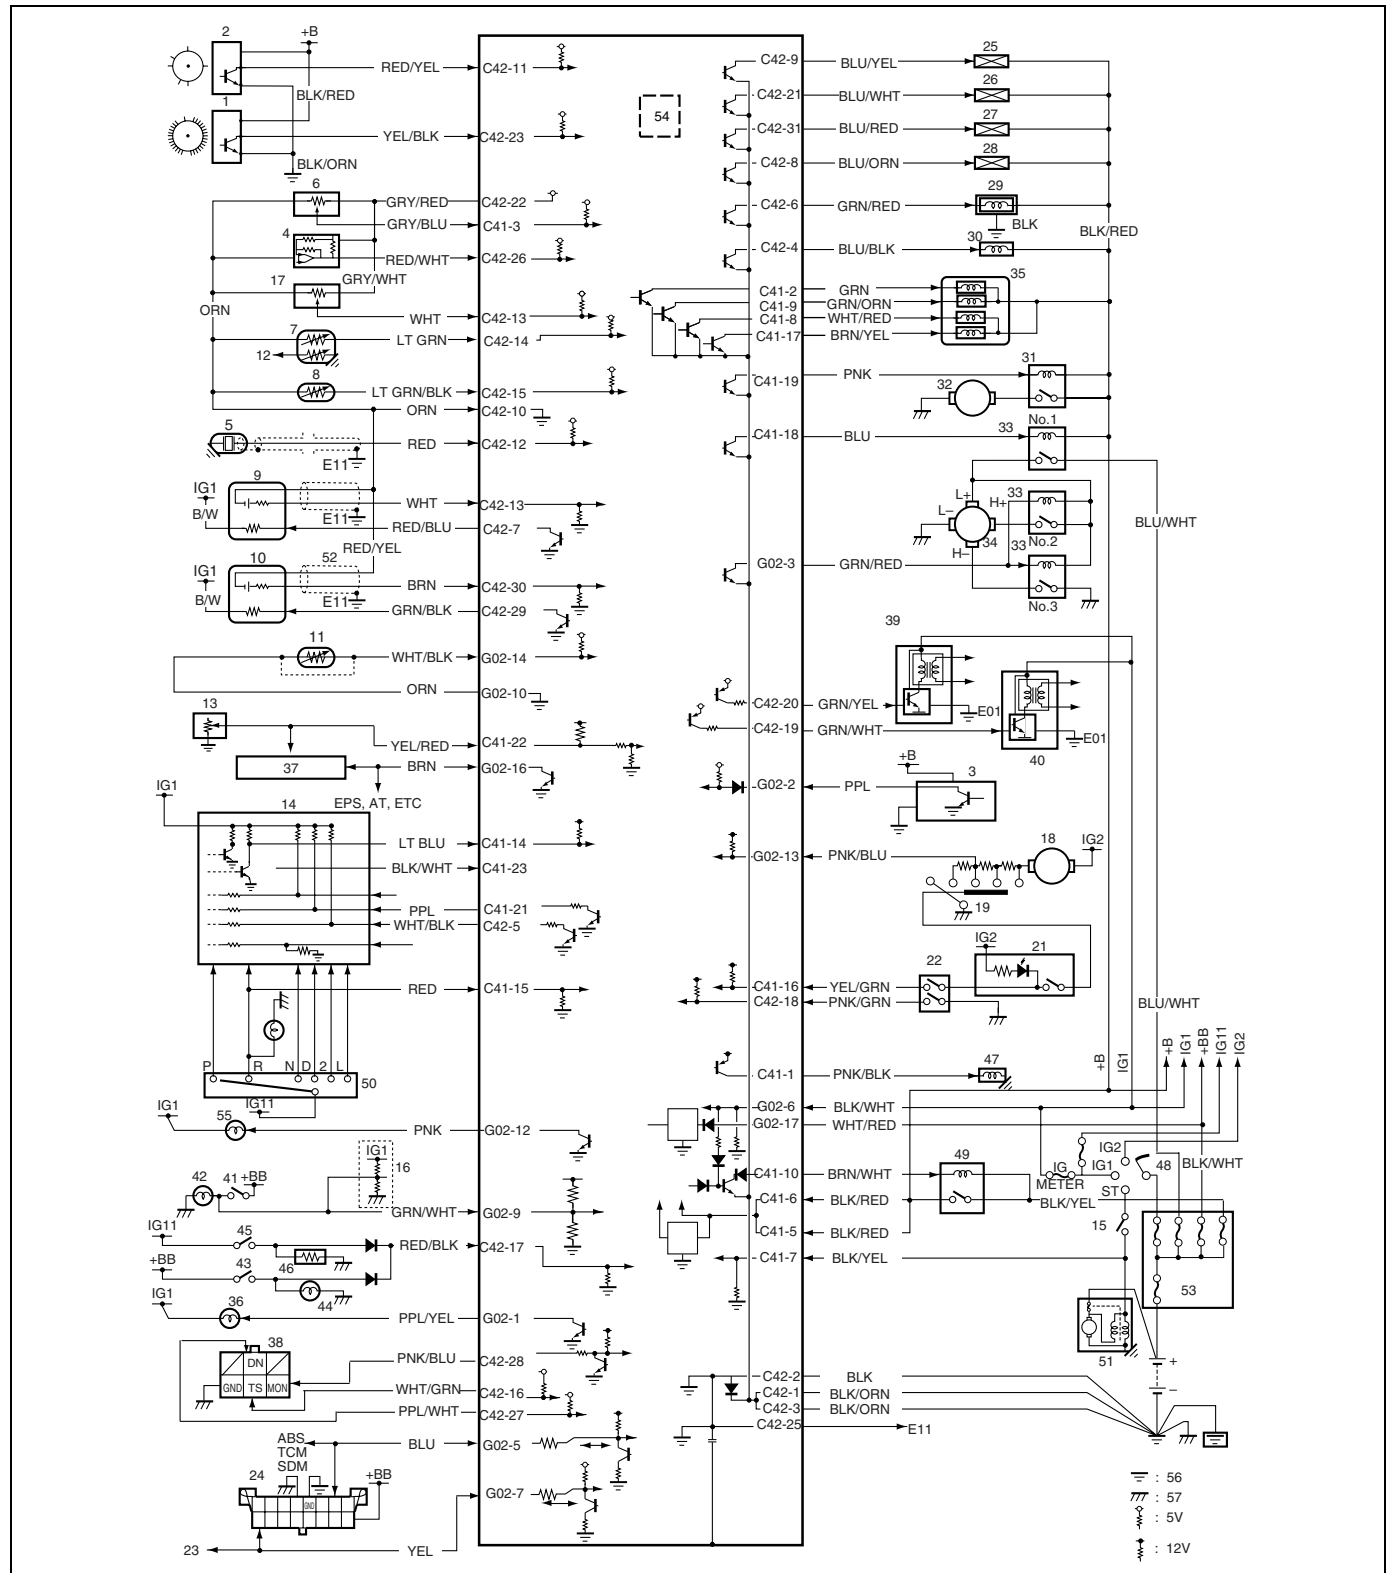 2
+B
RED/YEL
C42-11
BLK/RED
1
YEL/BLK
C42-23
BLK/ORN
6
GRY/RED
C42-22
GRY/BLU
C41-3
4
RED/WHT
C42-26
GRY/WHT
17
ORN
WHT
C42-13
7
LT GRN
C42-14
12
8
LT GRN/BLK
C42-15
ORN
C42-10
5
RED
C42-12
E11
9
IG1
B/W
WHT
C42-13
E11
RED/BLU
C42-7
RED/YEL
10
52
IG1
B/W
BRN
C42-30
E11
GRN/BLK
C42-29
11
WHT/BLK
G02-14
ORN
G02-10
13
YEL/RED
C41-22
37
BRN
G02-16
EPS, AT, ETC
IG1
14
LT BLU
C41-14
BLK/WHT
C41-23
PPL
C41-21
WHT/BLK
C42-5
RED
C41-15
P
R
N
D
2
L
50
IG11
IG1
55
PNK
G02-12
IG1
16
42
41
+BB
GRN/WHT
G02-9
IG11
45
RED/BLK
C42-17
46
+BB
43
44
IG1
36
PPL/YEL
G02-1
38
DN
GND
TS
MON
PNK/BLU
C42-28
WHT/GRN
C42-16
PPL/WHT
C42-27
ABS
TCM
SDM
BLU
G02-5
24
+BB
GND
G02-7
23
YEL
54
C42-9
BLU/YEL
25
C42-21
BLU/WHT
26
C42-31
BLU/RED
27
C42-8
BLU/ORN
28
C42-6
GRN/RED
29
BLK
BLK/RED
C42-4
BLU/BLK
30
C41-2
GRN
35
C41-9
GRN/ORN
C41-8
WHT/RED
C41-17
BRN/YEL
C41-19
PNK
31
32
No.1
C41-18
BLU
33
L+
L−
H+
33
BLU/WHT
34
No.2
H−
33
G02-3
GRN/RED
No.3
39
C42-20
GRN/YEL
E01
C42-19
GRN/WHT
E01
40
+B
3
G02-2
PPL
G02-13
PNK/BLU
18
IG2
19
IG2
21
22
C41-16
YEL/GRN
C42-18
PNK/GRN
BLU/WHT
+B
IG1
+B
IG1
+BB
IG11
IG2
C41-1
PNK/BLK
47
G02-6
BLK/WHT
G02-17
WHT/RED
C41-10
BRN/WHT
49
IG
METER
IG1
IG2
48
BLK/WHT
ST
C41-6
BLK/RED
BLK/YEL
15
C41-5
BLK/RED
C41-7
BLK/YEL
53
51
+
−
C42-2
BLK
C42-1
BLK/ORN
C42-3
BLK/ORN
C42-25
E11
: 56
: 57
: 5V
: 12V